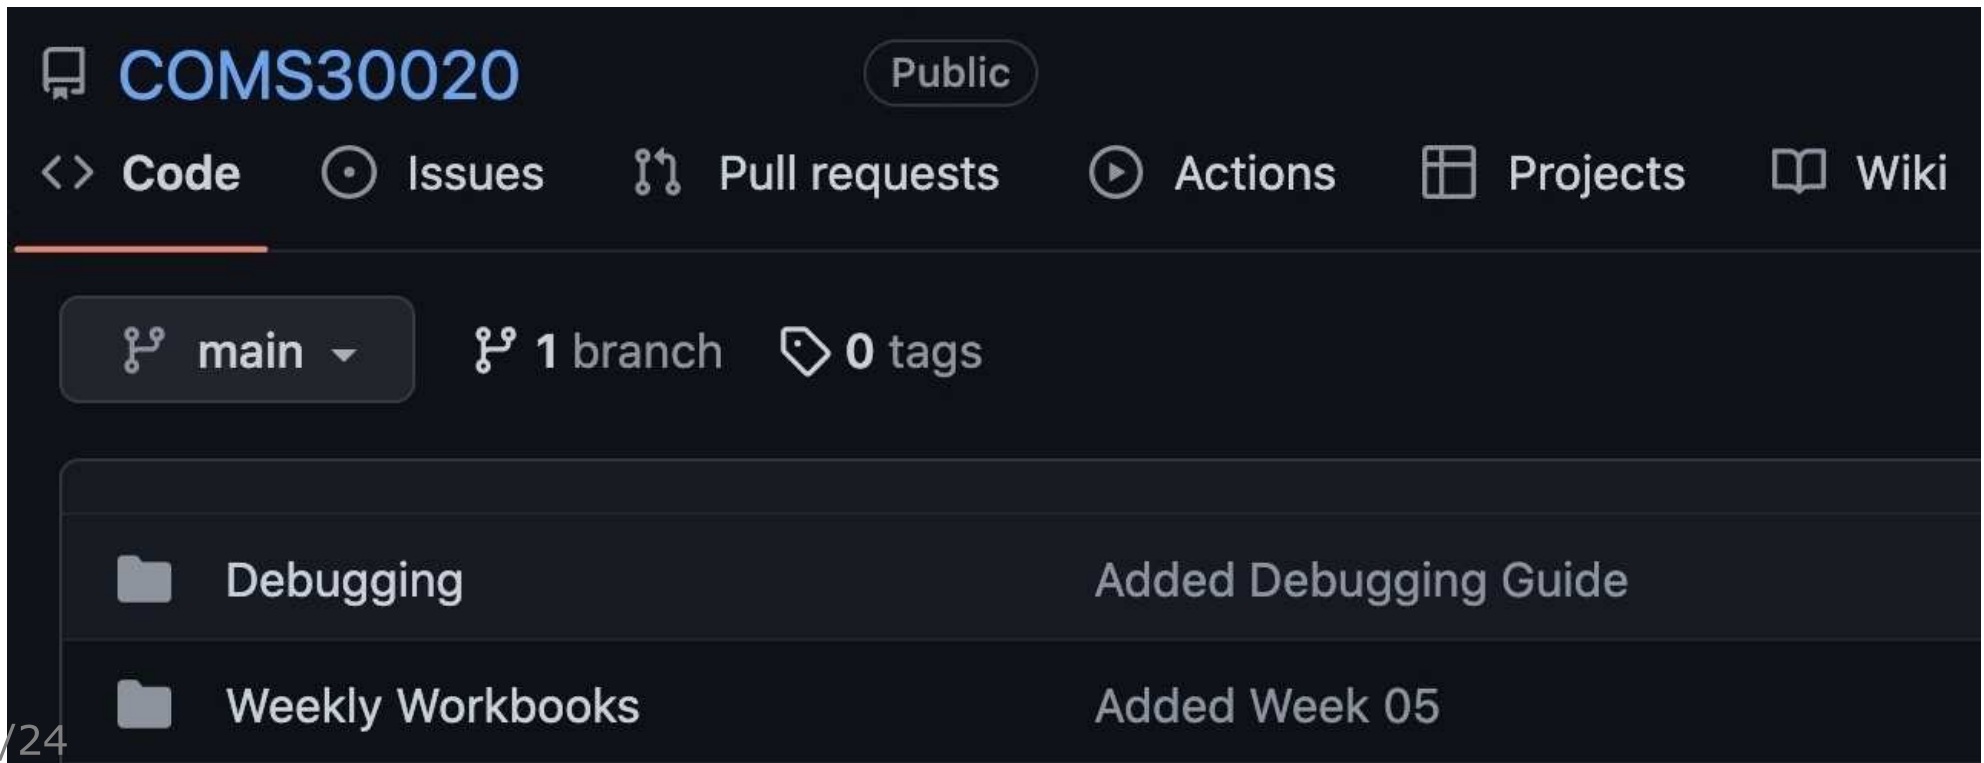 COMS30020 Public
Code Issues Pull requests Actions Projects Wiki
main 1 branch 0 tags
Debugging Added Debugging Guide
Weekly Workbooks Added Week 05
/24